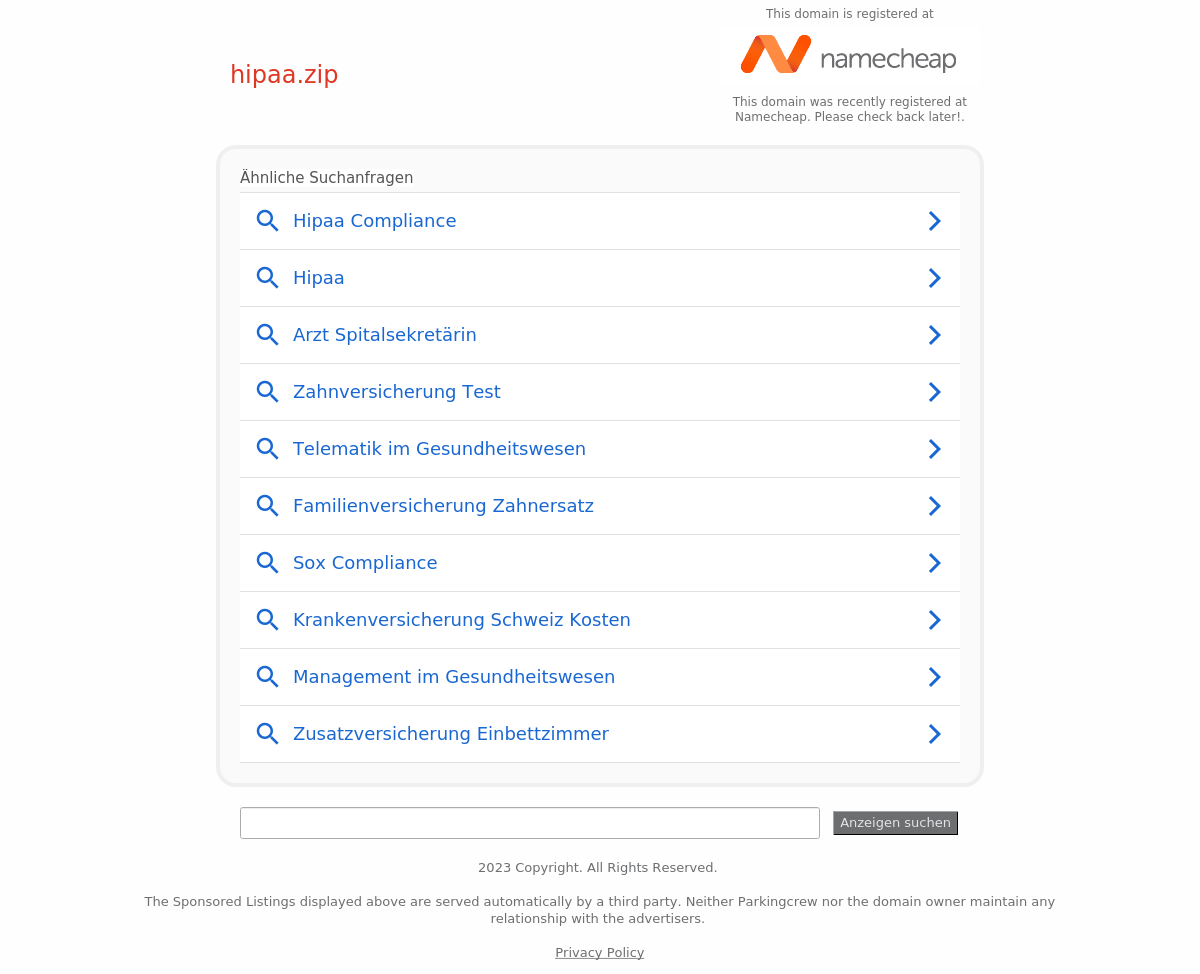 This domain is registered at
namecheap
hipaa.zip
This domain was recently registered at
Namecheap. Please check back later!.
Ähnliche Suchanfragen
Hipaa Compliance
Hipaa
Arzt Spitalsekretärin
Zahnversicherung Test
Telematik im Gesundheitswesen
Familienversicherung Zahnersatz
Sox Compliance
Krankenversicherung Schweiz Kosten
Management im Gesundheitswesen
Zusatzversicherung Einbettzimmer
Anzeigen suchen
2023 Copyright. All Rights Reserved.
The Sponsored Listings displayed above are served automatically by a third party. Neither Parkingcrew nor the domain owner maintain any
relationship with the advertisers.
Privacy Policy